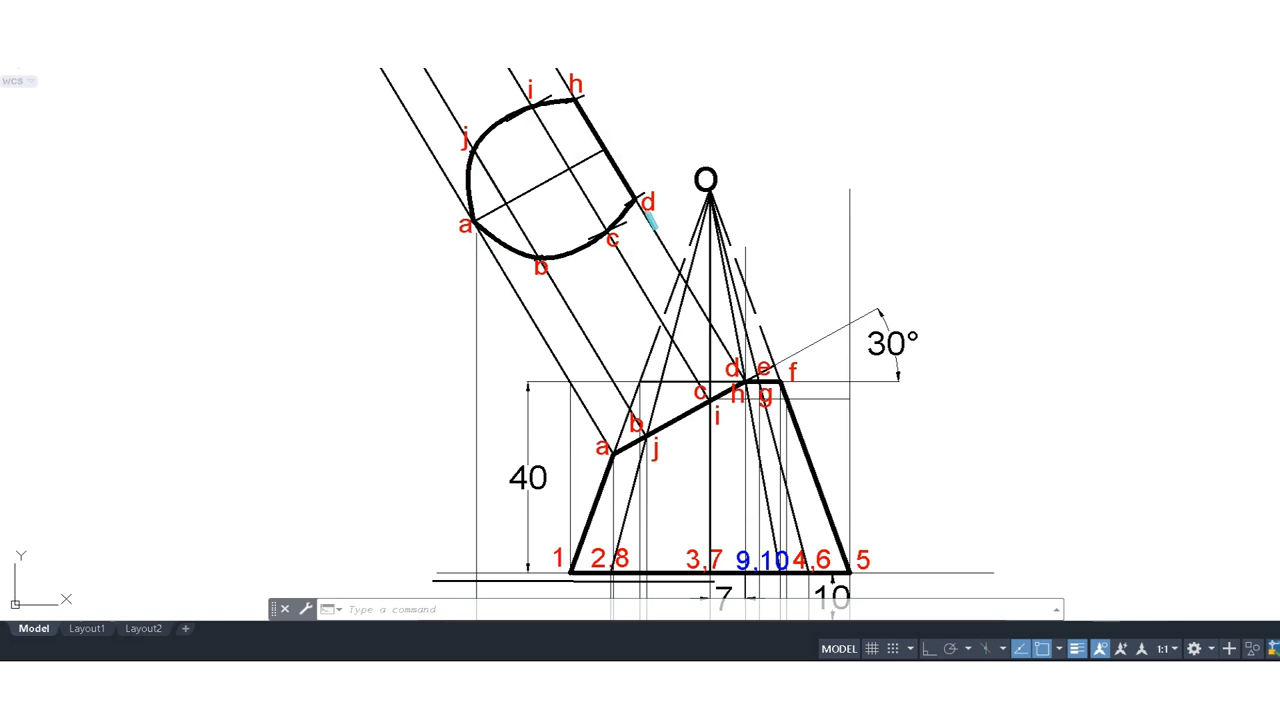 WCS
i h
j
O
d
a
c
b
30°
d e f
c h g
b i
a j
40
1 2,8 3,7 9,10 4,6 5
7 10
Y
X
Type a command
Model Layout1 Layout2 +
MODEL 1:1